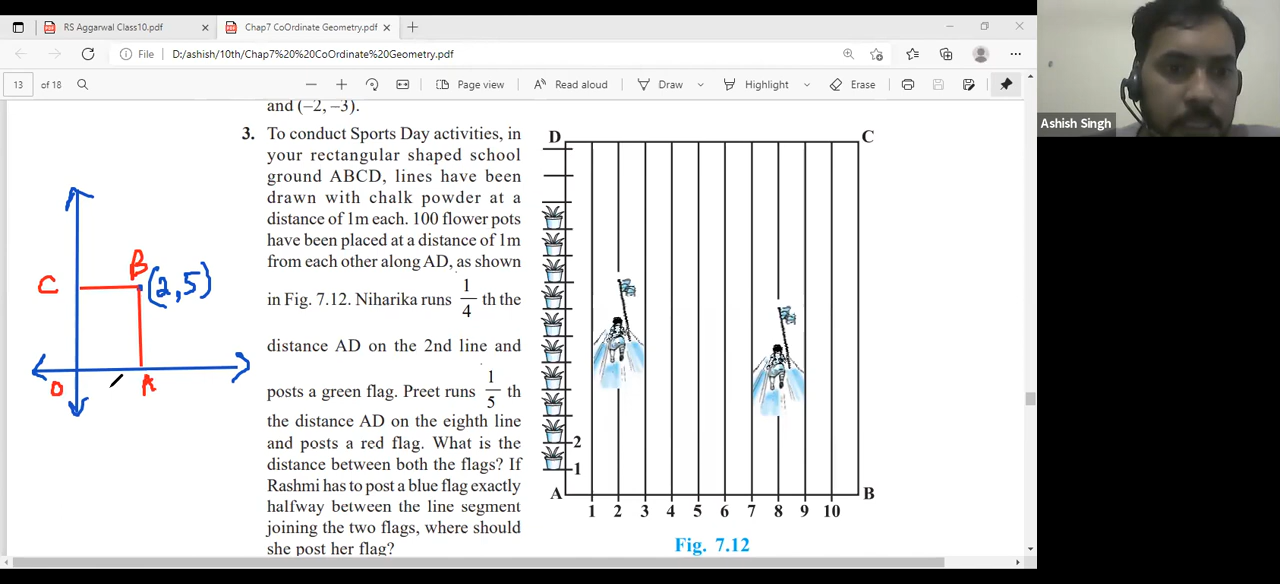 RS Aggarwal Class10.pdf
Chap7 CoOrdinate Geometry.pdf
File D:/ashish/10th/Chap7%20%20CoOrdinate%20Geometry.pdf
13 of 18 Page view Read aloud Draw Highlight Erase
Ashish Singh
and (–2, –3).
3. To conduct Sports Day activities, in
your rectangular shaped school
ground ABCD, lines have been
drawn with chalk powder at a
distance of 1m each. 100 flower pots
have been placed at a distance of 1m
from each other along AD, as shown
in Fig. 7.12. Niharika runs 1/4 th the
distance AD on the 2nd line and
posts a green flag. Preet runs 1/5 th
the distance AD on the eighth line
and posts a red flag. What is the
distance between both the flags? If
Rashmi has to post a blue flag exactly
halfway between the line segment
joining the two flags, where should
she post her flag?
C B (2,5)
O A
D C
2
1
A B
1 2 3 4 5 6 7 8 9 10
Fig. 7.12